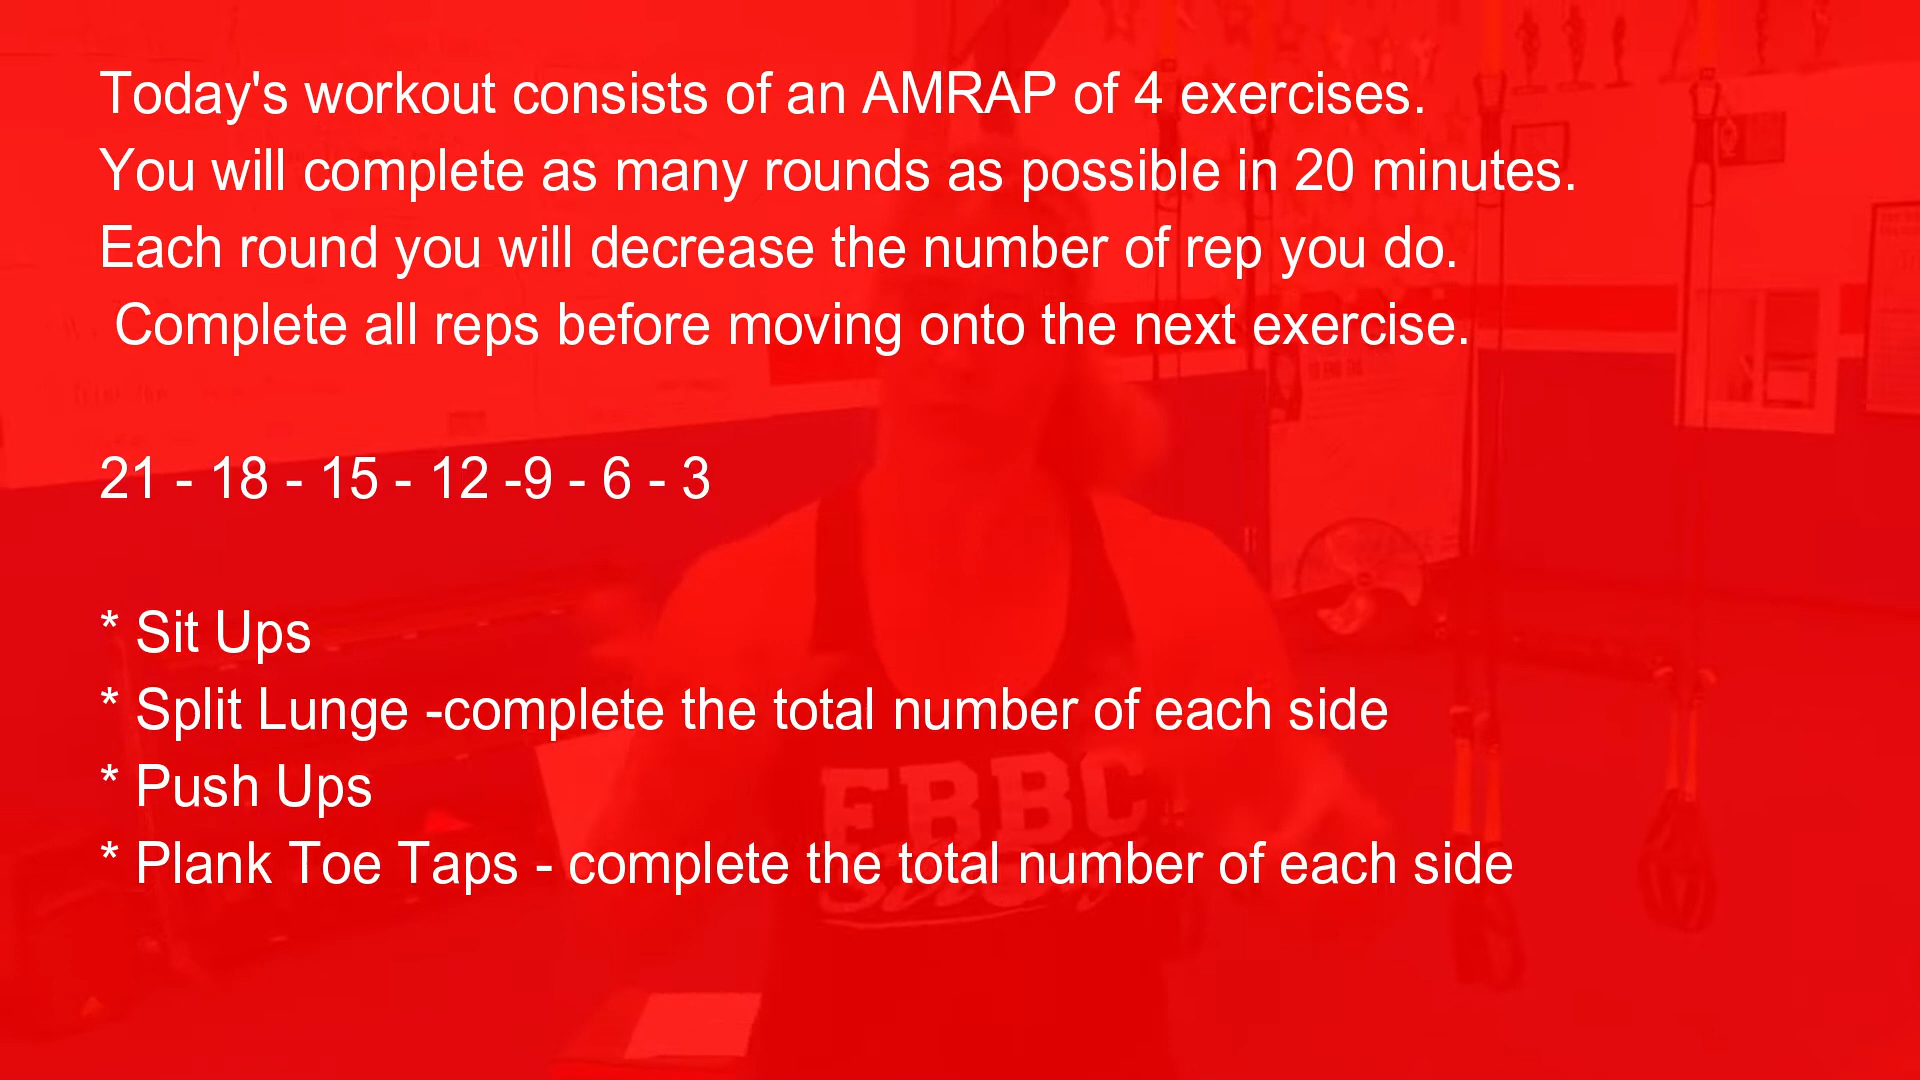 Today's workout consists of an AMRAP of 4 exercises.
You will complete as many rounds as possible in 20 minutes.
Each round you will decrease the number of rep you do.
Complete all reps before moving onto the next exercise.
21 - 18 - 15 - 12 -9 - 6 - 3
* Sit Ups
* Split Lunge -complete the total number of each side
* Push Ups
* Plank Toe Taps - complete the total number of each side